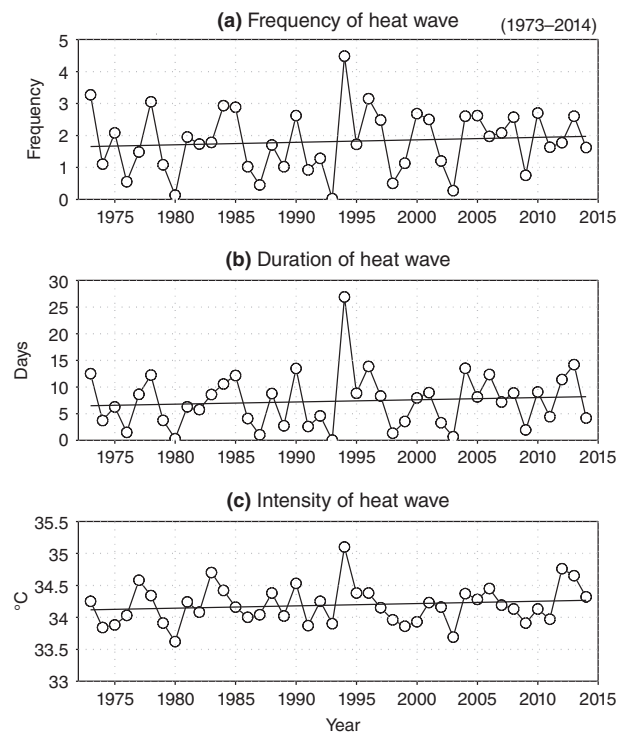 (a) Frequency of heat wave (1973–2014)
5
4
3
2
1
0
Frequency
1975 1980 1985 1990 1995 2000 2005 2010 2015
(b) Duration of heat wave
30
25
20
15
10
5
0
Days
1975 1980 1985 1990 1995 2000 2005 2010 2015
(c) Intensity of heat wave
35.5
35
34.5
34
33.5
33
°C
1975 1980 1985 1990 1995 2000 2005 2010 2015
Year